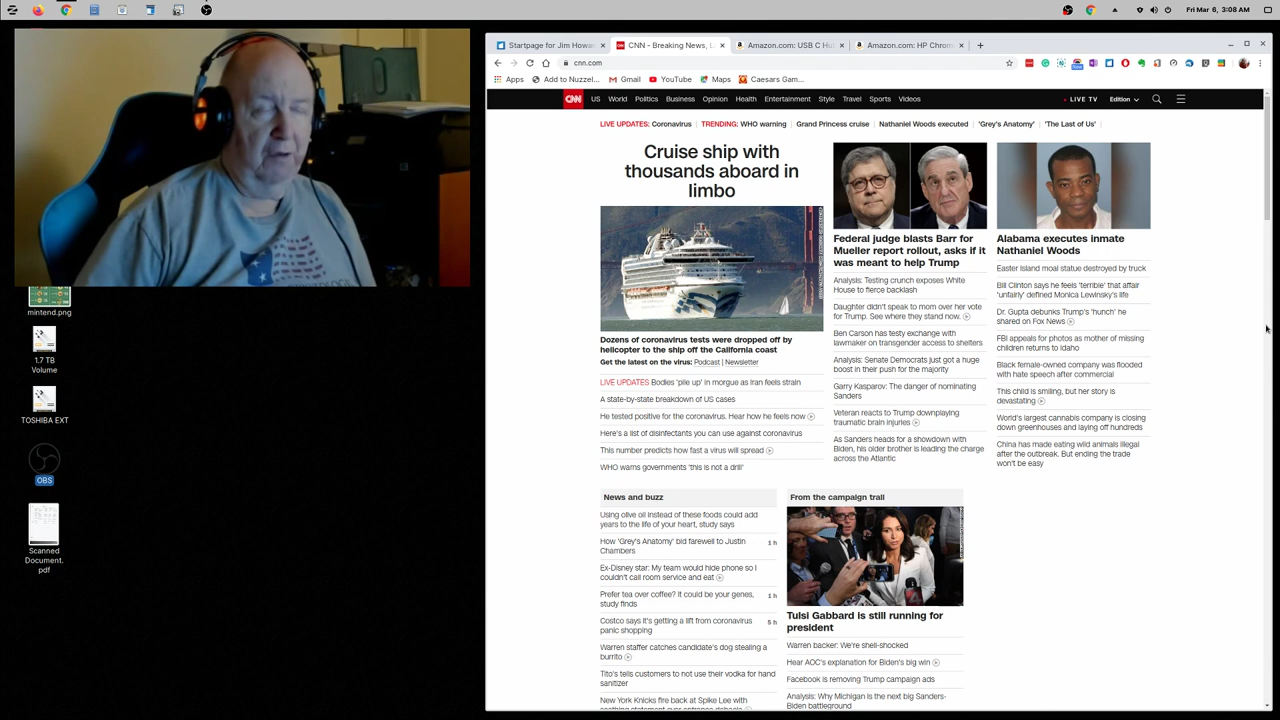 Fri Mar 6, 3:08 AM
mintend.png
1.7 TB
Volume
TOSHIBA EXT
OBS
Scanned
Document.
pdf
Startpage for Jim Howa
CNN - Breaking News, L
Amazon.com: USB C Hu
Amazon.com: HP Chrom
cnn.com
Apps
Add to Nuzzel...
Gmail
YouTube
Maps
Caesars Gam...
CNN
US World Politics Business Opinion Health Entertainment Style Travel Sports Videos
LIVE TV
Edition
LIVE UPDATES: Coronavirus
TRENDING: WHO warning
Grand Princess cruise
Nathaniel Woods executed
'Grey's Anatomy'
'The Last of Us'
Cruise ship with
thousands aboard in
limbo
Dozens of coronavirus tests were dropped off by
helicopter to the ship off the California coast
Get the latest on the virus: Podcast | Newsletter
LIVE UPDATES Bodies 'pile up' in morgue as Iran feels strain
A state-by-state breakdown of US cases
He tested positive for the coronavirus. Hear how he feels now
Here's a list of disinfectants you can use against coronavirus
This number predicts how fast a virus will spread
WHO warns governments 'this is not a drill'
Federal judge blasts Barr for
Mueller report rollout, asks if it
was meant to help Trump
Analysis: Testing crunch exposes White
House to fierce backlash
Daughter didn't speak to mom over her vote
for Trump. See where they stand now.
Ben Carson has testy exchange with
lawmaker on transgender access to shelters
Analysis: Senate Democrats just got a huge
boost in their push for the majority
Garry Kasparov: The danger of nominating
Sanders
Veteran reacts to Trump downplaying
traumatic brain injuries
As Sanders heads for a showdown with
Biden, his older brother is leading the charge
across the Atlantic
Alabama executes inmate
Nathaniel Woods
Easter Island moai statue destroyed by truck
Bill Clinton says he feels 'terrible' that affair
'unfairly' defined Monica Lewinsky's life
Dr. Gupta debunks Trump's 'hunch' he
shared on Fox News
FBI appeals for photos as mother of missing
children returns to Idaho
Black female-owned company was flooded
with hate speech after commercial
This child is smiling, but her story is
devastating
World's largest cannabis company is closing
down greenhouses and laying off hundreds
China has made eating wild animals illegal
after the outbreak. But ending the trade
won't be easy
News and buzz
Using olive oil instead of these foods could add
years to the life of your heart, study says
How 'Grey's Anatomy' bid farewell to Justin
Chambers
1 h
Ex-Disney star: My team would hide phone so I
couldn't call room service and eat
Prefer tea over coffee? It could be your genes,
study finds
1 h
Costco says it's getting a lift from coronavirus
panic shopping
5 h
Warren staffer catches candidate's dog stealing a
burrito
Tito's tells customers to not use their vodka for hand
sanitizer
New York Knicks fire back at Spike Lee with
From the campaign trail
Tulsi Gabbard is still running for
president
Warren backer: We're shell-shocked
Hear AOC's explanation for Biden's big win
Facebook is removing Trump campaign ads
Analysis: Why Michigan is the next big Sanders-
Biden battleground